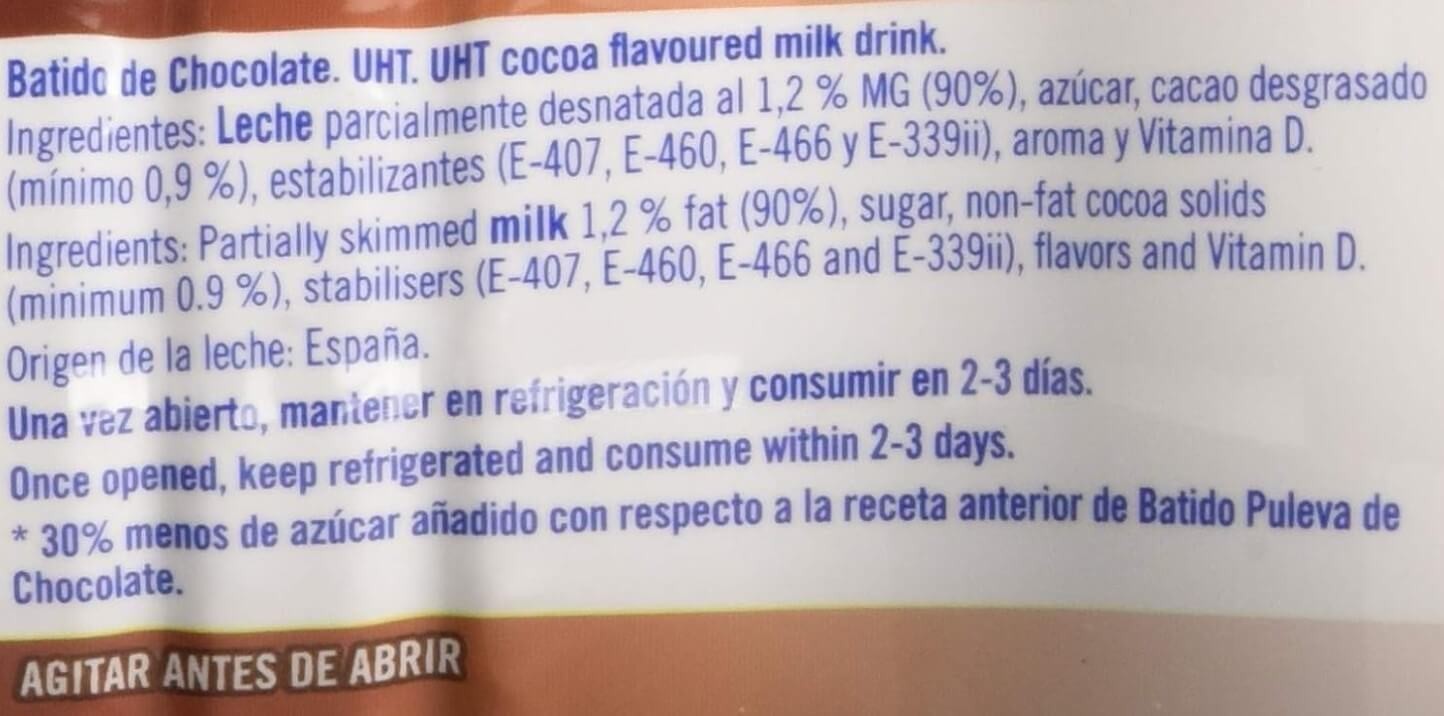 Batido de Chocolate. UHT. UHT cocoa flavoured milk drink.
Ingredientes: Leche parcialmente desnatada al 1,2 % MG (90%), azúcar, cacao desgrasado
(mínimo 0,9 %), estabilizantes (E-407, E-460, E-466 y E-339ii), aroma y Vitamina D.
Ingredients: Partially skimmed milk 1,2 % fat (90%), sugar, non-fat cocoa solids
(minimum 0.9 %), stabilisers (E-407, E-460, E-466 and E-339ii), flavors and Vitamin D.
Origen de la leche: España.
Una vez abierto, mantener en refrigeración y consumir en 2-3 días.
Once opened, keep refrigerated and consume within 2-3 days.
* 30% menos de azúcar añadido con respecto a la receta anterior de Batido Puleva de
Chocolate.
AGITAR ANTES DE ABRIR